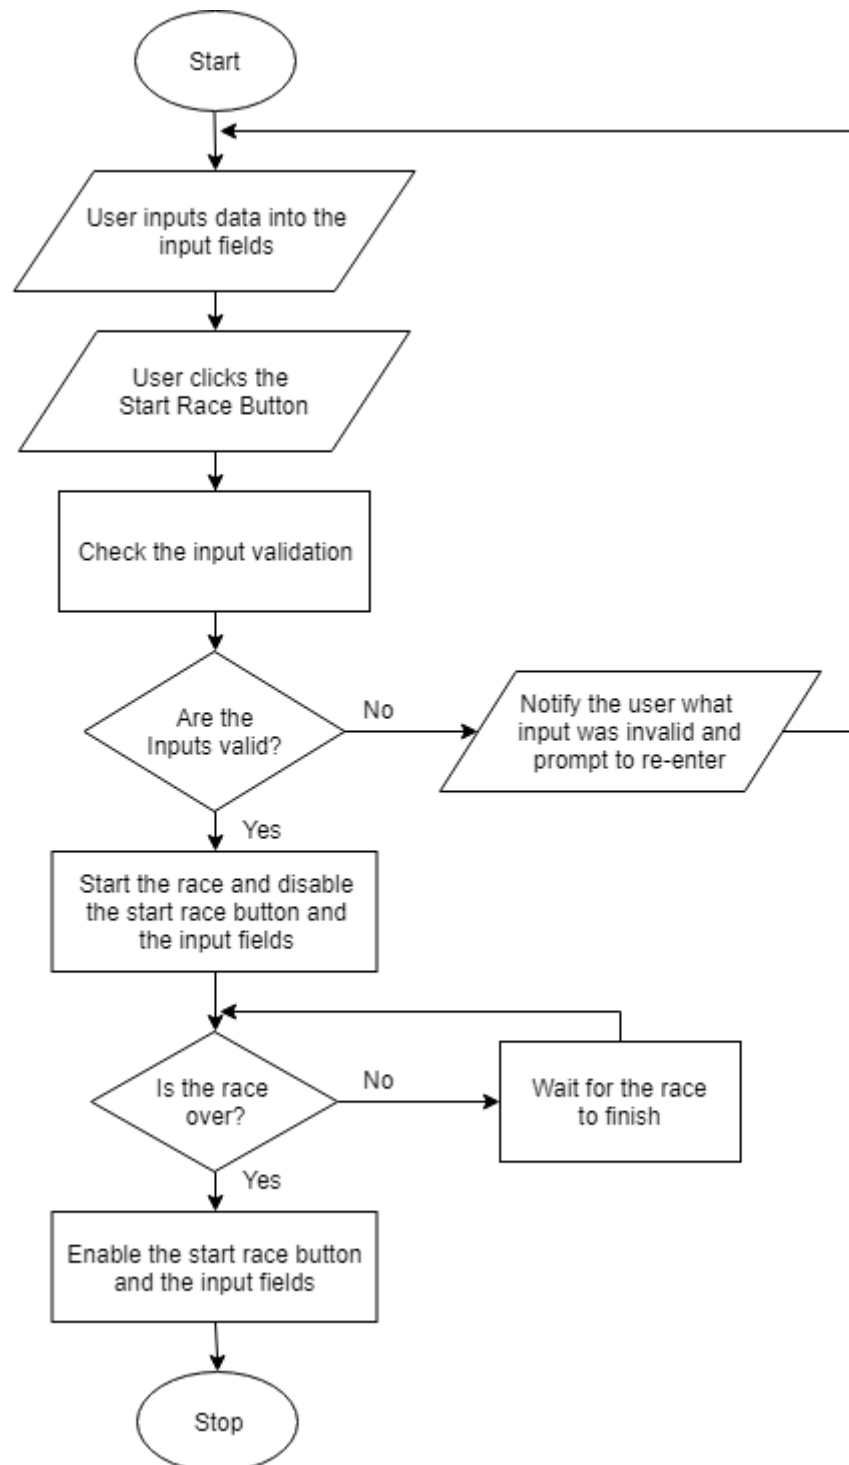 Start
User inputs data into the
input fields
User clicks the
Start Race Button
Check the input validation
Are the
Inputs valid?
No
Notify the user what
input was invalid and
prompt to re-enter
Yes
Start the race and disable
the start race button and
the input fields
Is the race
over?
No
Wait for the race
to finish
Yes
Enable the start race button
and the input fields
Stop